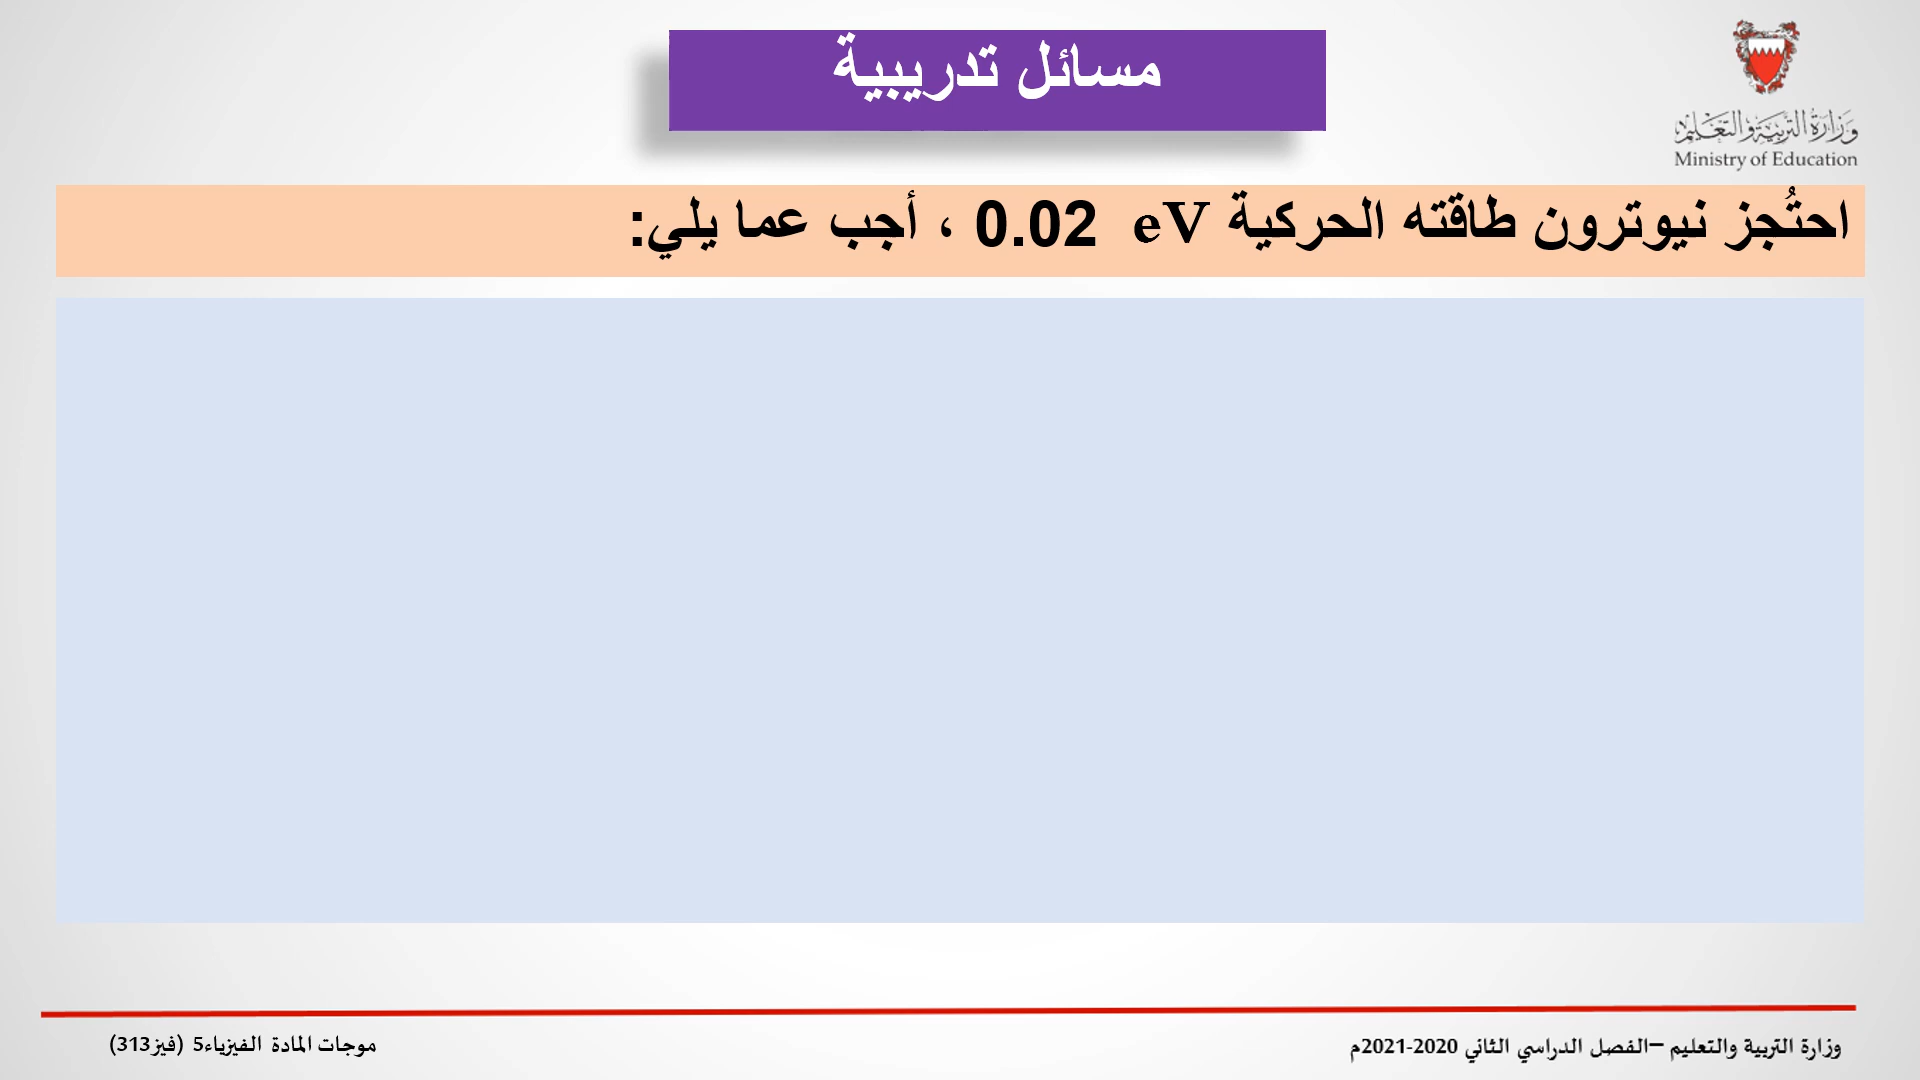 مسائل تدريبية
وزارة التربية والتعليم
Ministry of Education
احتُجز نيوترون طاقته الحركية 0.02 eV ، أجب عما يلي:
وزارة التربية والتعليم –الفصل الدراسي الثاني 2020-2021م
موجات المادة الفيزياء5 (فيز313)